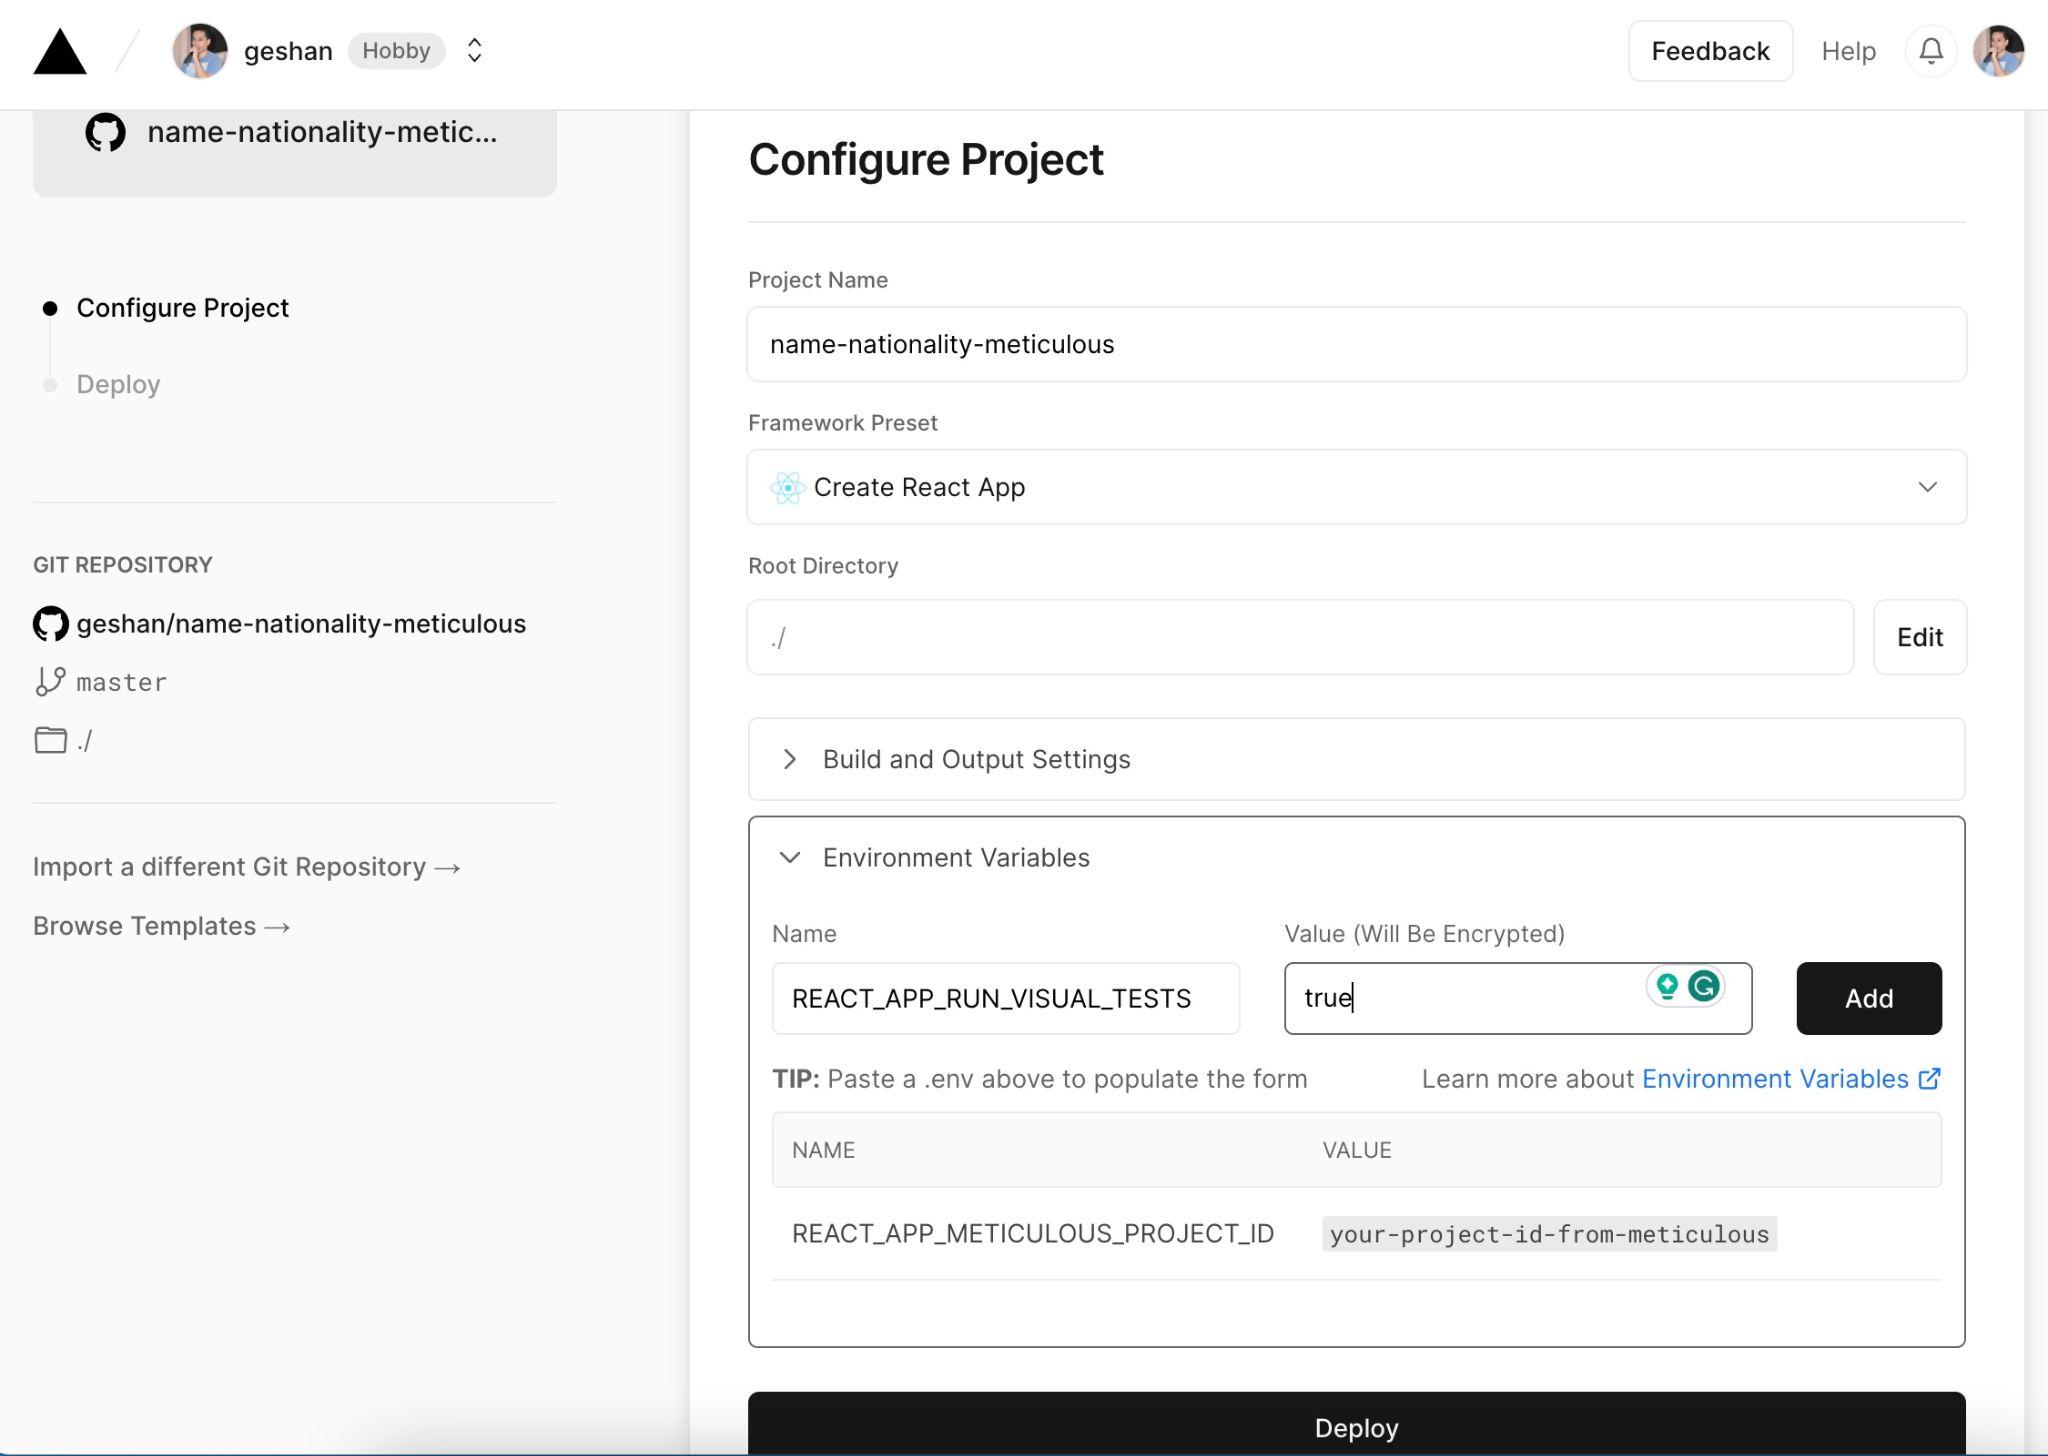 geshan Hobby
Feedback Help
name-nationality-metic...
Configure Project
Deploy
GIT REPOSITORY
geshan/name-nationality-meticulous
master
./
Import a different Git Repository →
Browse Templates →
Configure Project
Project Name
name-nationality-meticulous
Framework Preset
Create React App
Root Directory
./ Edit
Build and Output Settings
Environment Variables
Name Value (Will Be Encrypted)
REACT_APP_RUN_VISUAL_TESTS true Add
TIP: Paste a .env above to populate the form Learn more about Environment Variables
NAME VALUE
REACT_APP_METICULOUS_PROJECT_ID your-project-id-from-meticulous
Deploy